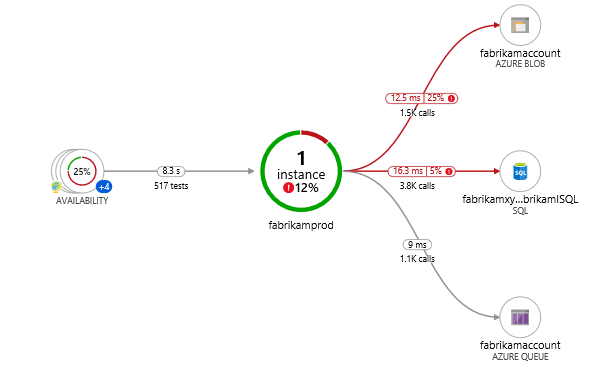 fabrikamaccount
AZURE BLOB
12.5 ms | 25%
1.5K calls
25%
+4
AVAILABILITY
8.3 s
517 tests
1
instance
12%
fabrikamprod
16.3 ms | 5%
3.8K calls
SQL
fabrikamxy...brikamISQL
SQL
9 ms
1.1K calls
fabrikamaccount
AZURE QUEUE